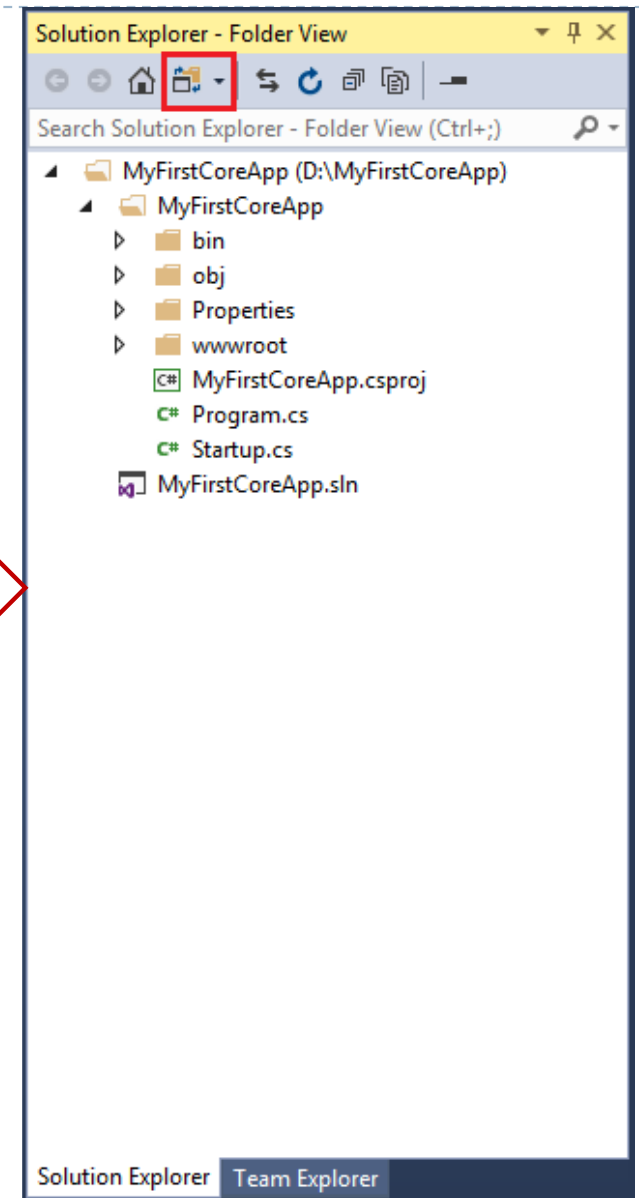 Solution Explorer - Folder View
Search Solution Explorer - Folder View (Ctrl+;)
MyFirstCoreApp (D:\MyFirstCoreApp)
MyFirstCoreApp
bin
obj
Properties
wwwroot
C# MyFirstCoreApp.csproj
C# Program.cs
C# Startup.cs
MyFirstCoreApp.sln
Solution Explorer Team Explorer